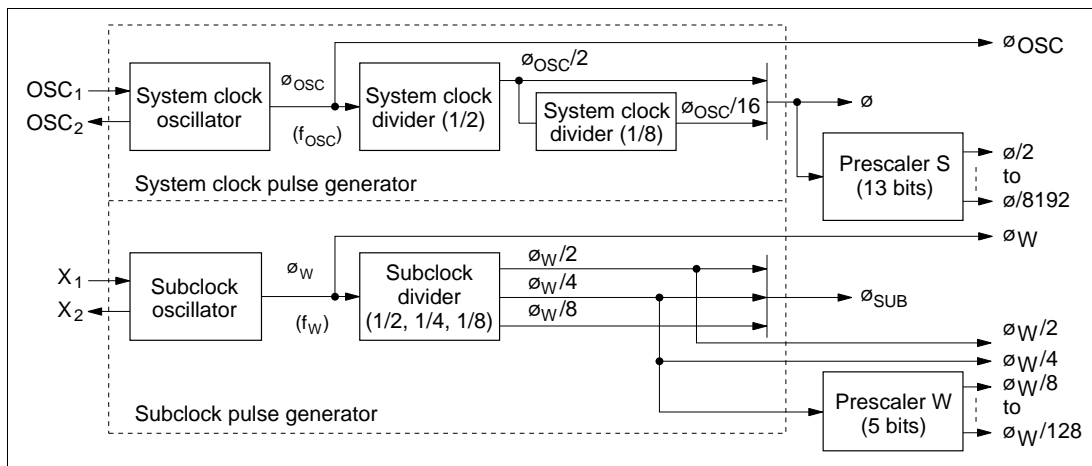 øOSC
OSC1
OSC2
System clock
oscillator
øOSC
(fOSC)
System clock
divider (1/2)
øOSC/2
System clock
divider (1/8)
øOSC/16
ø
System clock pulse generator
Prescaler S
(13 bits)
ø/2
to
ø/8192
øW
X1
X2
Subclock
oscillator
øW
(fW)
Subclock
divider
(1/2, 1/4, 1/8)
øW/2
øW/4
øW/8
øSUB
øW/2
øW/4
Subclock pulse generator
Prescaler W
(5 bits)
øW/8
to
øW/128